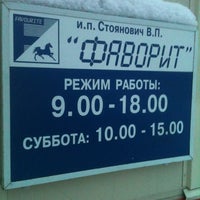 FAVOURITE
и.п. Стоянович В.П.
"ФАВОРИТ"
РЕЖИМ РАБОТЫ:
9.00 - 18.00
СУББОТА: 10.00 - 15.00